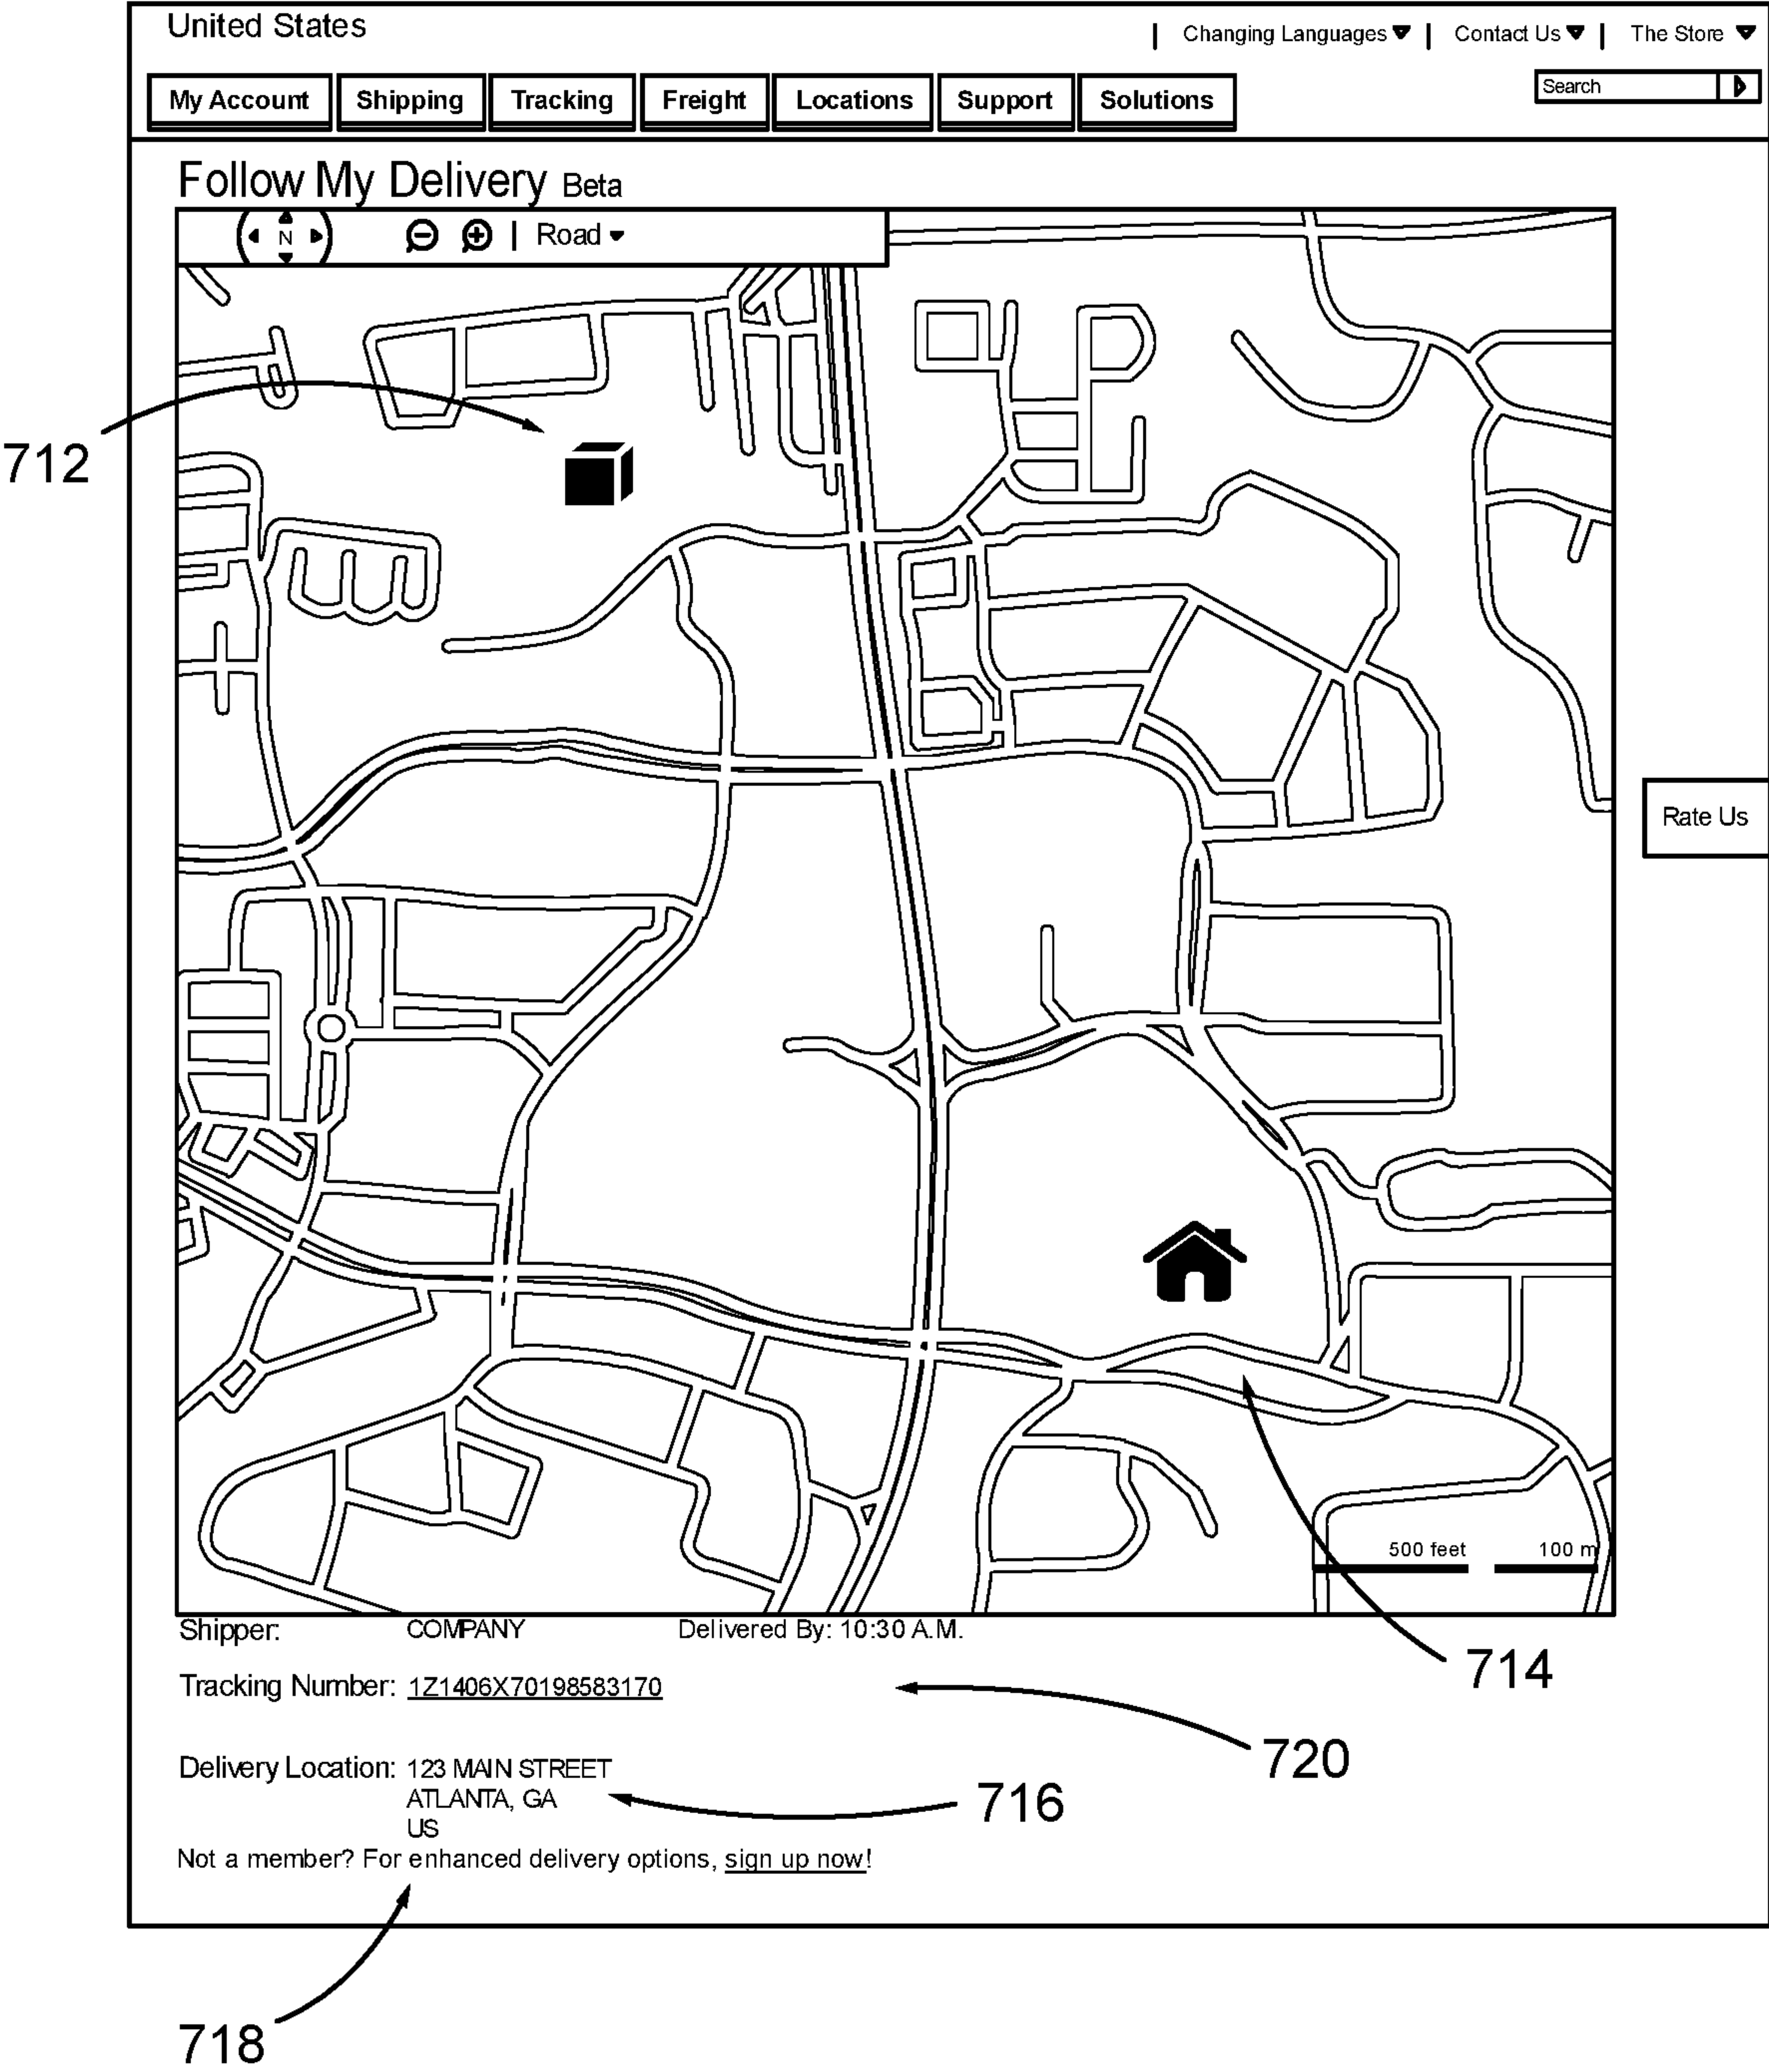 United States
| Changing Languages | Contact Us | The Store
My Account Shipping Tracking Freight Locations Support Solutions
Search
Follow My Delivery Beta
N | Road
712
Rate Us
500 feet 100 m
Shipper: COMPANY Delivered By: 10:30 A.M.
714
Tracking Number: 1Z1406X70198583170
720
Delivery Location: 123 MAIN STREET
ATLANTA, GA
716
US
Not a member? For enhanced delivery options, sign up now!
718